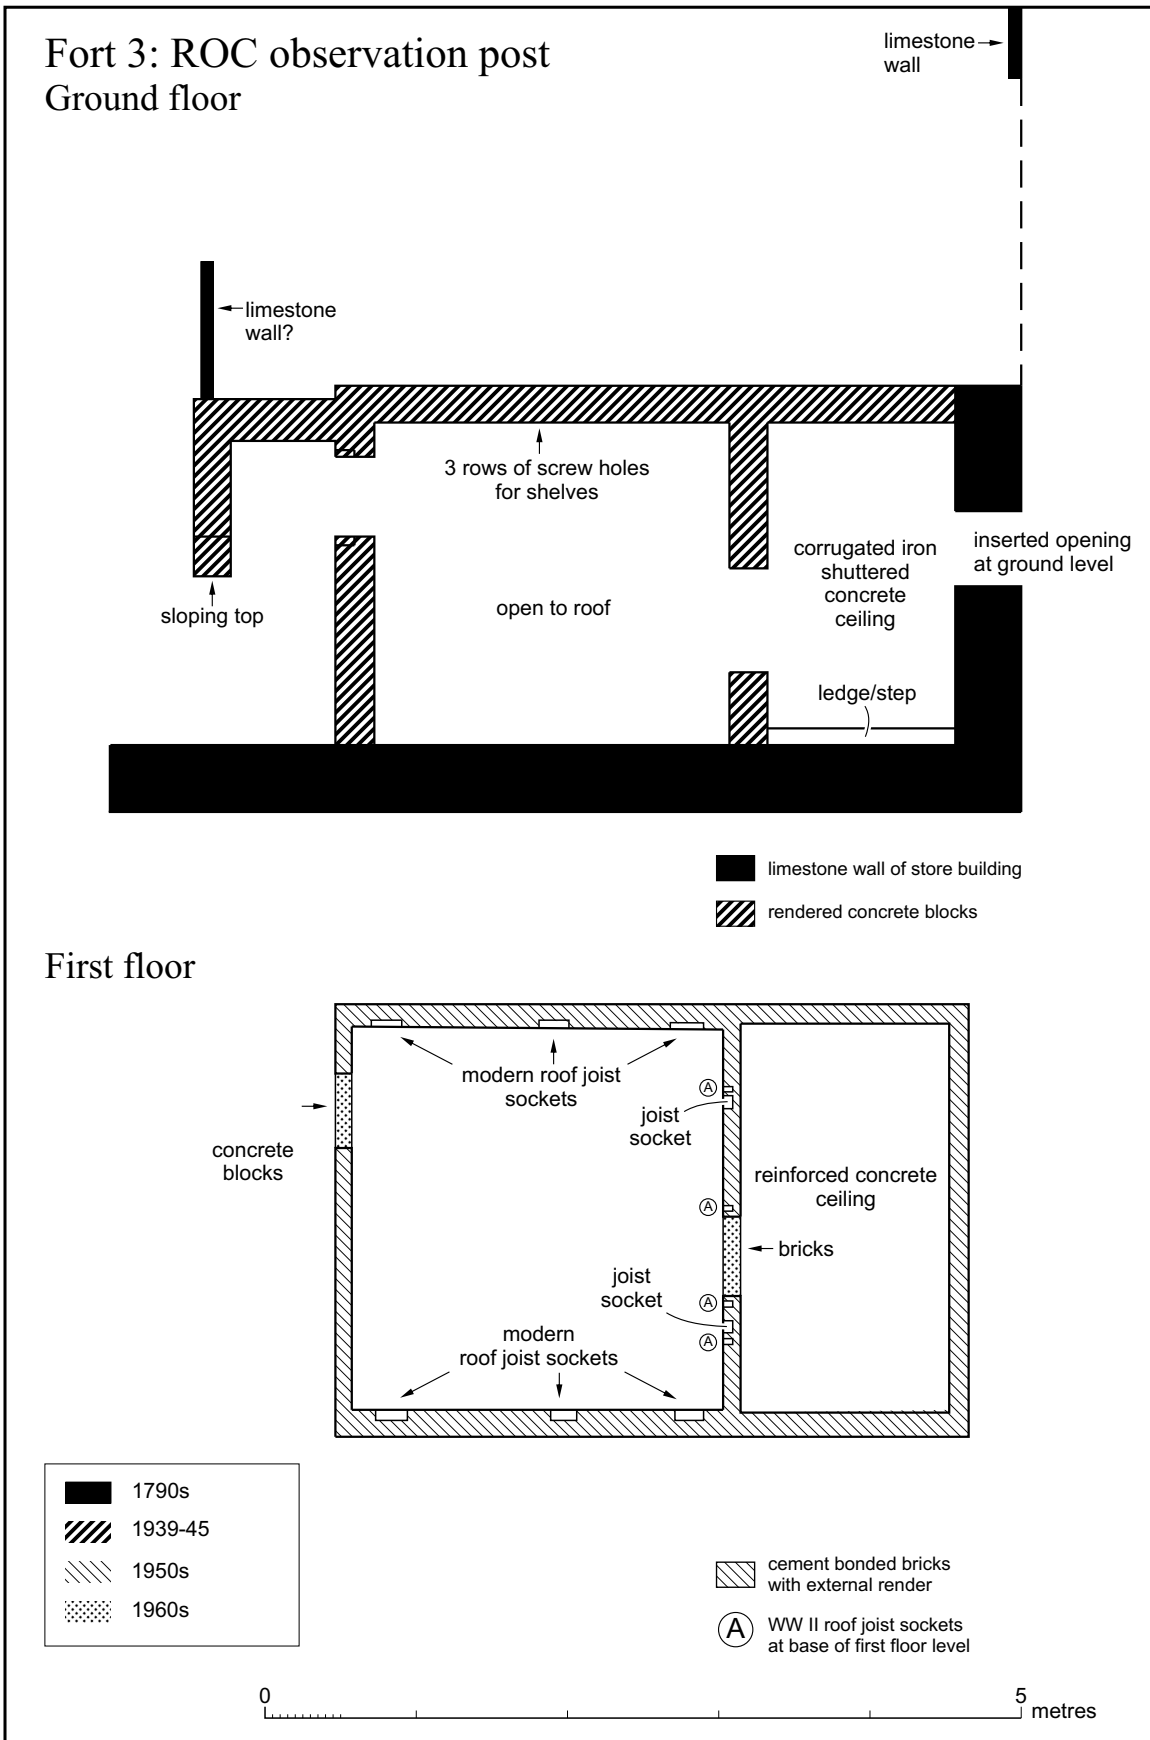 Fort 3: ROC observation post
Ground floor
limestone
wall
limestone
wall?
3 rows of screw holes
for shelves
corrugated iron
shuttered
concrete
ceiling
inserted opening
at ground level
sloping top
open to roof
ledge/step
limestone wall of store building
rendered concrete blocks
First floor
modern roof joist
sockets
A
joist
socket
concrete
blocks
reinforced concrete
ceiling
A
bricks
joist
socket
A
A
modern
roof joist sockets
1790s
1939-45
1950s
1960s
cement bonded bricks
with external render
A
WW II roof joist sockets
at base of first floor level
0
5
metres